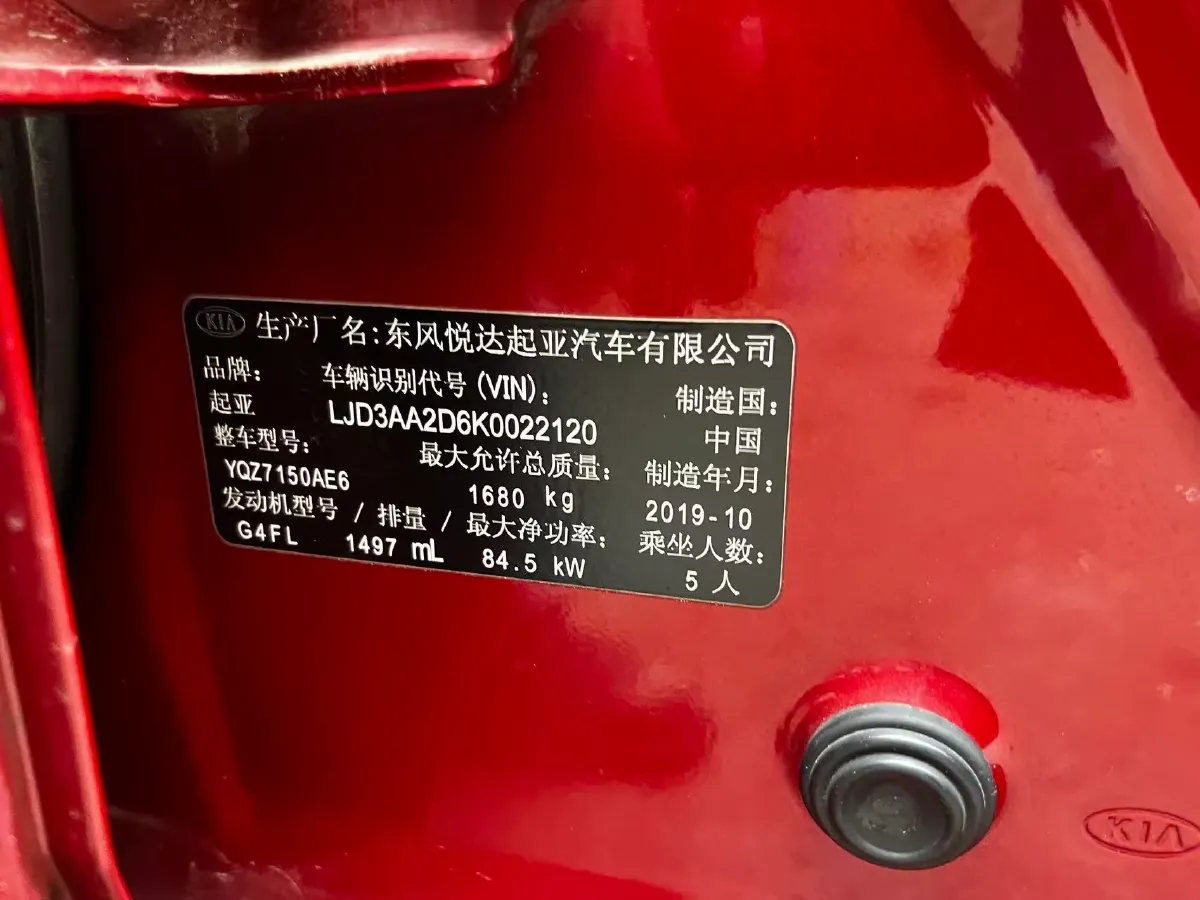 KIA 生产厂名:东风悦达起亚汽车有限公司
品牌: 车辆识别代号(VIN): 制造国:
起亚 LJD3AA2D6K0022120 中国
整车型号: 最大允许总质量: 制造年月:
YQZ7150AE6 1680 kg 2019-10
发动机型号 / 排量 / 最大净功率: 乘坐人数:
G4FL 1497 mL 84.5 kW 5 人
KIA